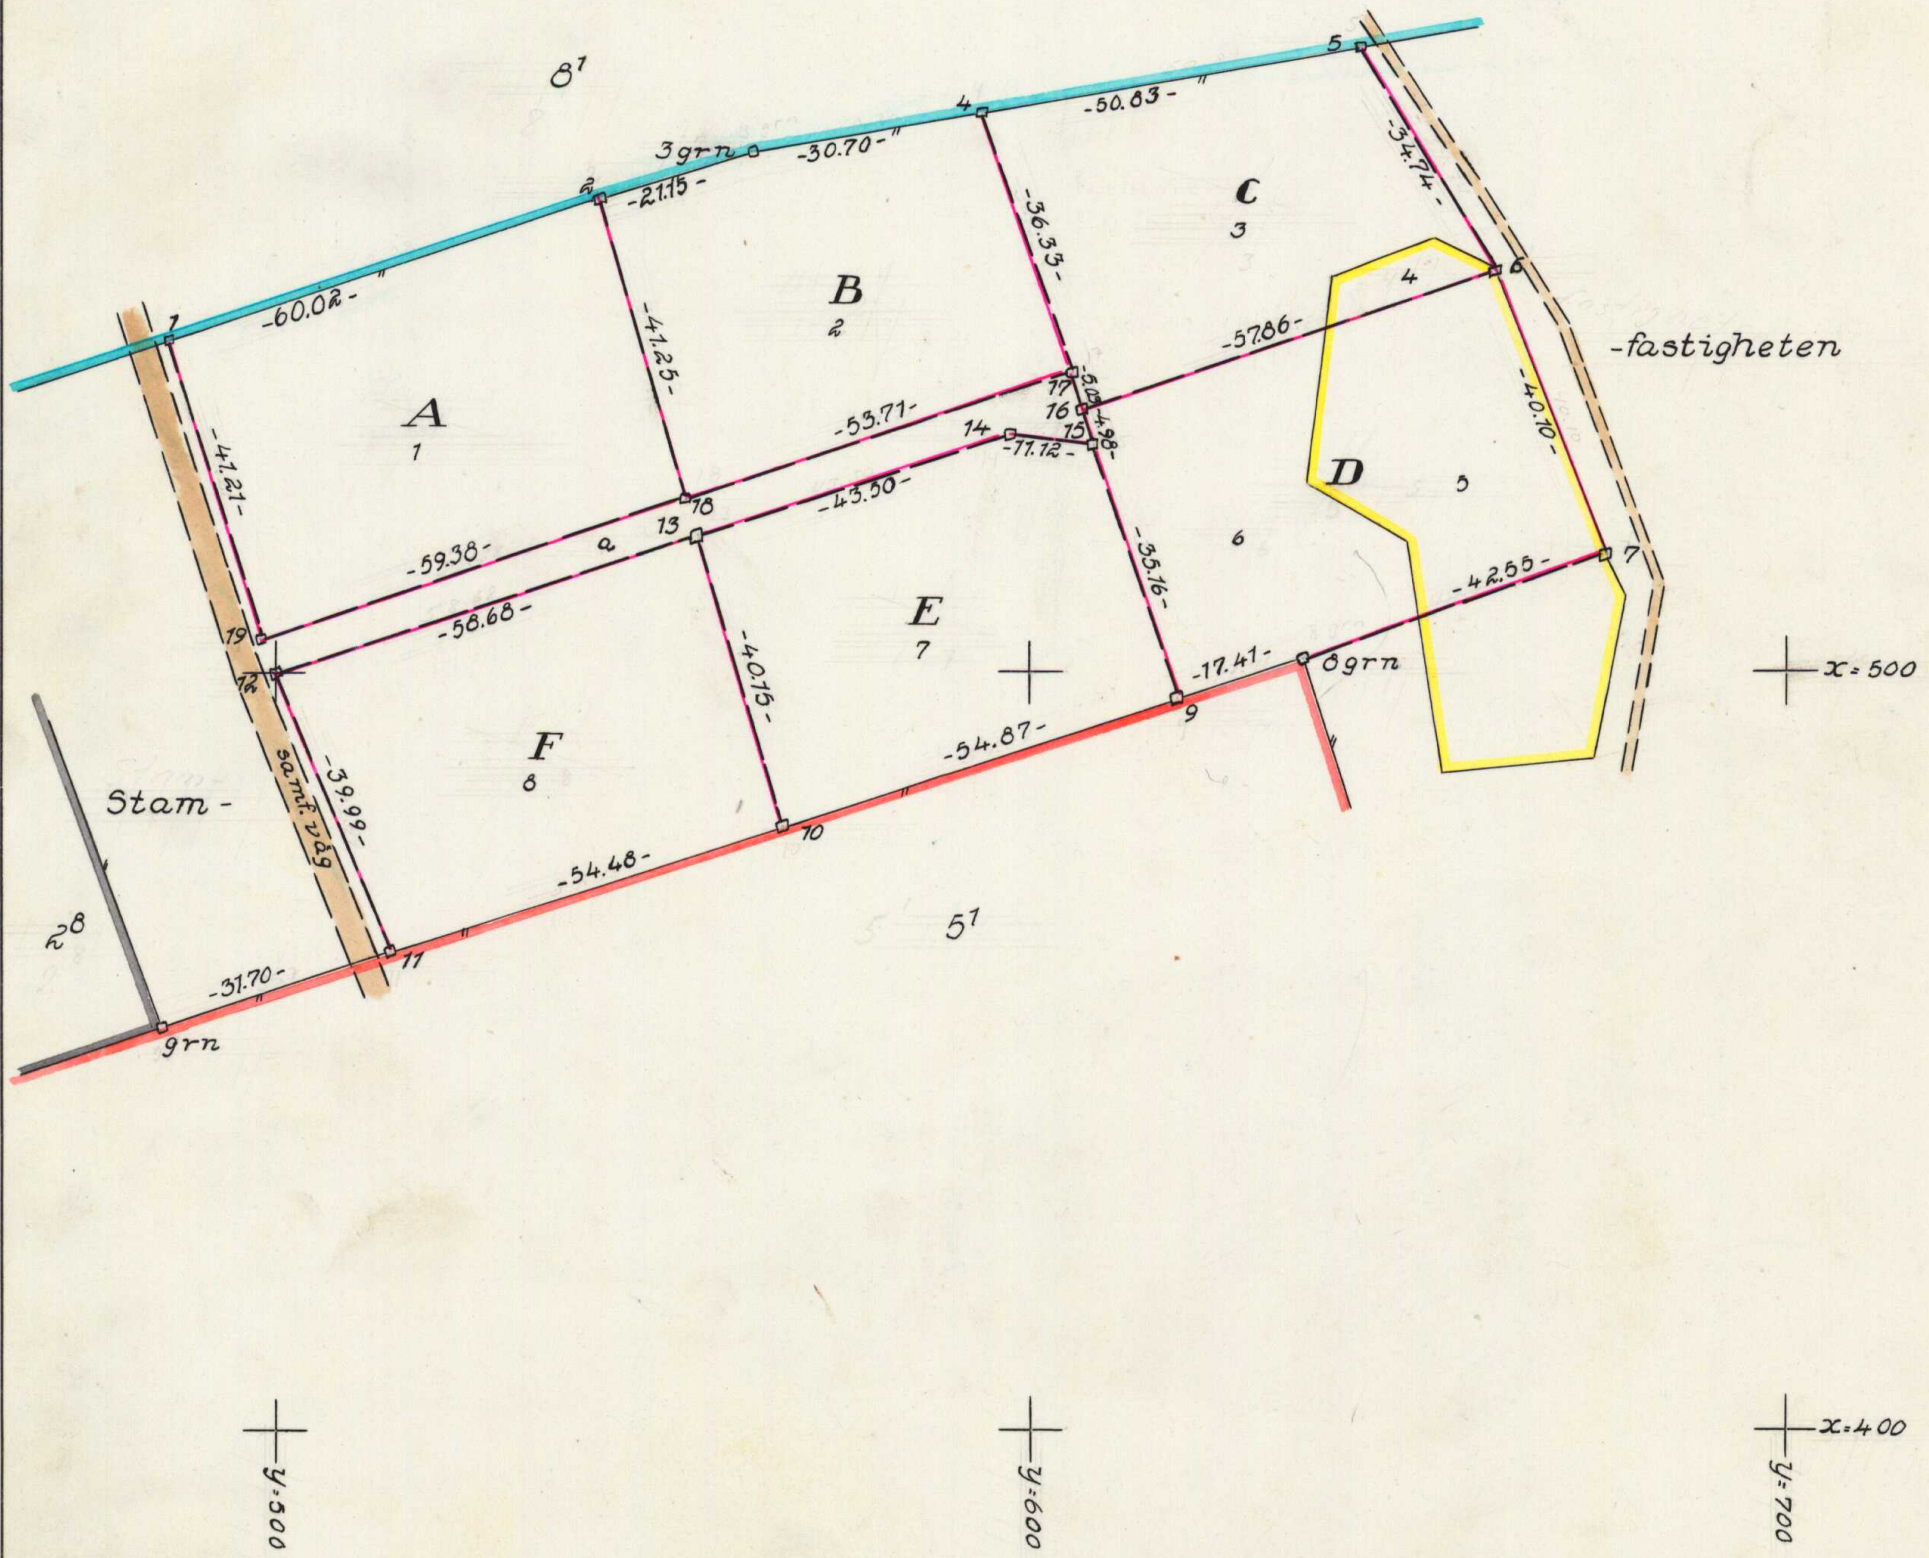 8¹
5
4
-50.83-
3grn
-30.70-
2
-21.15-
-34.74-
C
3
-36.33-
6
4
B
2
-60.02-
1
-41.25-
-57.86-
-fastigheten
17
-5.03-
16
-4.98-
15
14
-11.12-
-53.71-
A
1
-40.10-
D
5
-41.21-
18
-43.50-
13
a
6
-59.38-
7
-35.16-
-42.55-
-58.68-
E
7
19
12
-40.15-
-17.41-
8grn
x=500
9
F
8
-54.87-
Stam-
samf. väg
-39.99-
10
-54.48-
2⁸
5¹
11
-31.70-
grn
x=400
y=500
y=600
y=700